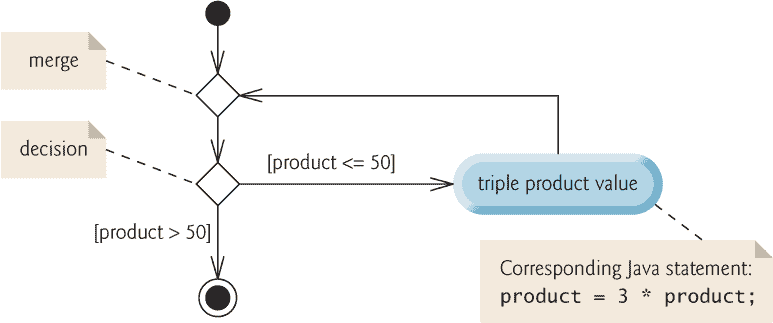 merge
decision
[product <= 50]
triple product value
[product > 50]
Corresponding Java statement:
product = 3 * product;